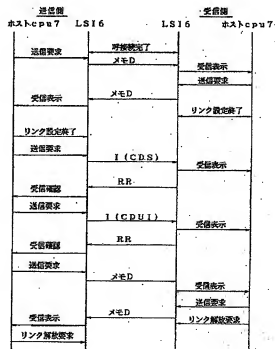 送信側
受信側
ホストcpu7 LSI6 LSI6 ホストcpu7
呼接続完了
送信要求
メモD
受信表示
送信要求
メモD
受信表示
リンク設定終了
リンク設定終了
送信要求
I(CDS)
受信表示
RR
受信確認
送信要求
I(CDUI)
受信表示
RR
受信確認
送信要求
メモD
受信表示
送信要求
メモD
受信表示
リンク解放要求
リンク解放要求